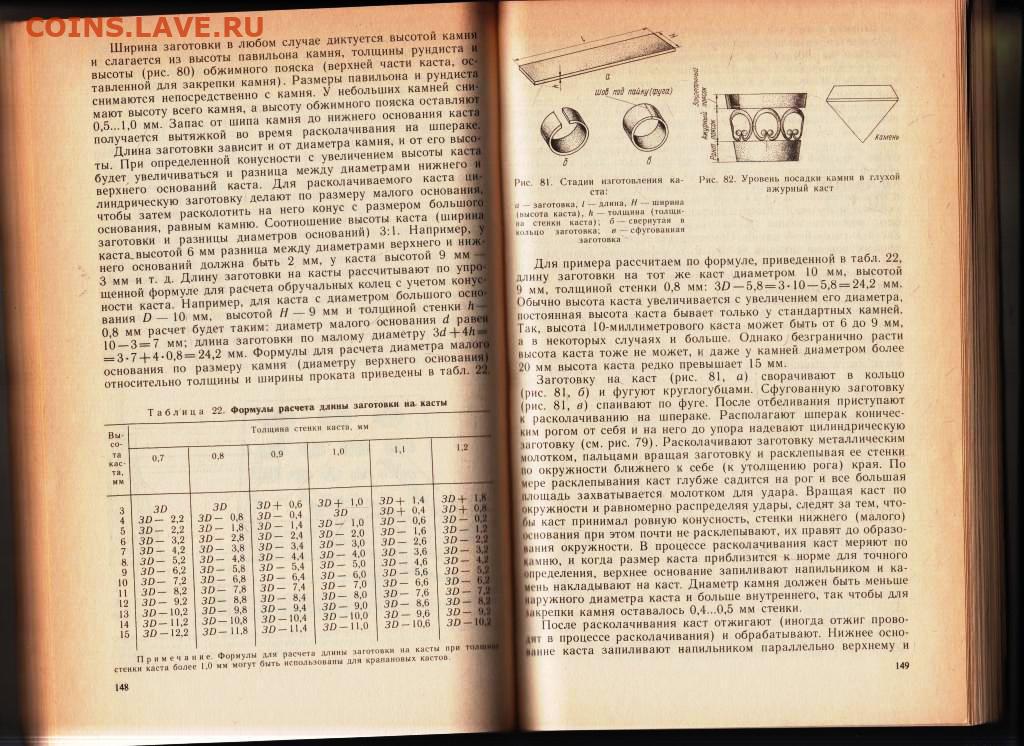 COINS.LAVE.RU
Ширина заготовки в любом случае диктуется высотой камня
и слагается из высоты павильона камня, толщины рундиста и
высоты (рис. 80) обжимного пояска (верхней части каста, ос-
тавленной для закрепки камня). Размеры павильона и рундиста
снимаются непосредственно с камня. У небольших камней сни-
мают высоту всего камня, а высоту обжимного пояска оставляют
0,5...1,0 мм. Запас от шипа камня до нижнего основания каста
получается вытяжкой во время расколачивания на шпераке.
Длина заготовки зависит и от диаметра камня, и от его высо-
ты. При определенной конусности с увеличением высоты каста
будет увеличиваться и разница между диаметрами нижнего и
верхнего оснований каста. Для расколачиваемого каста ци-
линдрическую заготовку делают по размеру малого основания,
чтобы затем расколотить на него конус с размером большого
основания, равным камню. Соотношение высоты каста (ширина
заготовки и разницы диаметров оснований) 3:1. Например, у
каста высотой 6 мм разница между диаметрами верхнего и ниж-
него оснований должна быть 2 мм, у каста высотой 9 мм —
3 мм и т. д. Длину заготовки на касты рассчитывают по упро-
щенной формуле для расчета обручальных колец с учетом конус-
ности каста. Например, для каста с диаметром большого осно-
вания D — 10 мм, высотой H — 9 мм и толщиной стенки h —
0,8 мм расчет будет таким: диаметр малого основания d равен
10—3=7 мм; длина заготовки по малому диаметру 3d+4h=
=3·7+4·0,8=24,2 мм. Формулы для расчета диаметра малого
основания по размеру камня (диаметру верхнего основания)
относительно толщины и ширины проката приведены в табл. 22.
Таблица 22. Формулы расчета длины заготовки на касты
Вы-
со-
та
кас-
та,
мм
Толщина стенки каста, мм
0,7 0,8 0,9 1,0 1,1 1,2
3 3D 3D 3D+ 0,6 3D+ 1,0 3D+ 1,4 3D+ 1,8
4 3D— 2,2 3D— 0,8 3D— 0,4 3D 3D+ 0,4 3D+ 0,8
5 3D— 2,2 3D— 1,8 3D— 1,4 3D— 1,0 3D— 0,6 3D— 0,2
6 3D— 3,2 3D— 2,8 3D— 2,4 3D— 2,0 3D— 1,6 3D— 1,2
7 3D— 4,2 3D— 3,8 3D— 3,4 3D— 3,0 3D— 2,6 3D— 2,2
8 3D— 5,2 3D— 4,8 3D— 4,4 3D— 4,0 3D— 3,6 3D— 3,2
9 3D— 6,2 3D— 5,8 3D— 5,4 3D— 5,0 3D— 4,6 3D— 4,2
10 3D— 7,2 3D— 6,8 3D— 6,4 3D— 6,0 3D— 5,6 3D— 5,2
11 3D— 8,2 3D— 7,8 3D— 7,4 3D— 7,0 3D— 6,6 3D— 6,2
12 3D— 9,2 3D— 8,8 3D— 8,4 3D— 8,0 3D— 7,6 3D— 7,2
13 3D—10,2 3D— 9,8 3D— 9,4 3D— 9,0 3D— 8,6 3D— 8,2
14 3D—11,2 3D—10,8 3D—10,4 3D—10,0 3D— 9,6 3D— 9,2
15 3D—12,2 3D—11,8 3D—11,4 3D—11,0 3D—10,6 3D—10,2
Примечание. Формулы для расчета длины заготовки на касты при толщине
стенки каста более 1,0 мм могут быть использованы для крапановых кастов.
148
l
H
h
а
шов под пайку (фуга)
б
в
Ажурный поясок
камень
Рис. 81. Стадии изготовления ка-
ста:
а — заготовка, l — длина, H — ширина
(высота каста), h — толщина (толщи-
на стенки каста); б — свернутая в
кольцо заготовка; в — сфугованная
заготовка
Рис. 82. Уровень посадки камня в глухой
ажурный каст
Для примера рассчитаем по формуле, приведенной в табл. 22,
длину заготовки на тот же каст диаметром 10 мм, высотой
9 мм, толщиной стенки 0,8 мм: 3D—5,8=3·10—5,8=24,2 мм.
Обычно высота каста увеличивается с увеличением его диаметра,
постоянная высота каста бывает только у стандартных камней.
Так, высота 10-миллиметрового каста может быть от 6 до 9 мм,
а в некоторых случаях и больше. Однако безгранично расти
высота каста тоже не может, и даже у камней диаметром более
20 мм высота каста редко превышает 15 мм.
Заготовку на каст (рис. 81, а) сворачивают в кольцо
(рис. 81, б) и фугуют круглогубцами. Сфугованную заготовку
(рис. 81, в) спаивают по фуге. После отбеливания приступают
к расколачиванию на шпераке. Располагают шперак коничес-
ким рогом от себя и на него до упора надевают цилиндрическую
заготовку (см. рис. 79). Расколачивают заготовку металлическим
молотком, пальцами вращая заготовку и расклепывая ее стенки
по окружности ближнего к себе (к утолщению рога) края. По
мере расклепывания каст глубже садится на рог и все большая
площадь захватывается молотком для удара. Вращая каст по
окружности и равномерно распределяя удары, следят за тем, что-
бы каст принимал ровную конусность, стенки нижнего (малого)
основания при этом почти не расклепывают, их правят до образо-
вания окружности. В процессе расколачивания каст меряют по
камню, и когда размер каста приблизится к норме для точного
определения, верхнее основание запиливают напильником и ка-
мень накладывают на каст. Диаметр камня должен быть меньше
наружного диаметра каста и больше внутреннего, так чтобы для
закрепки камня оставалось 0,4...0,5 мм стенки.
После расколачивания каст отжигают (иногда отжиг прово-
дят в процессе расколачивания) и обрабатывают. Нижнее осно-
вание каста запиливают напильником параллельно верхнему и
149